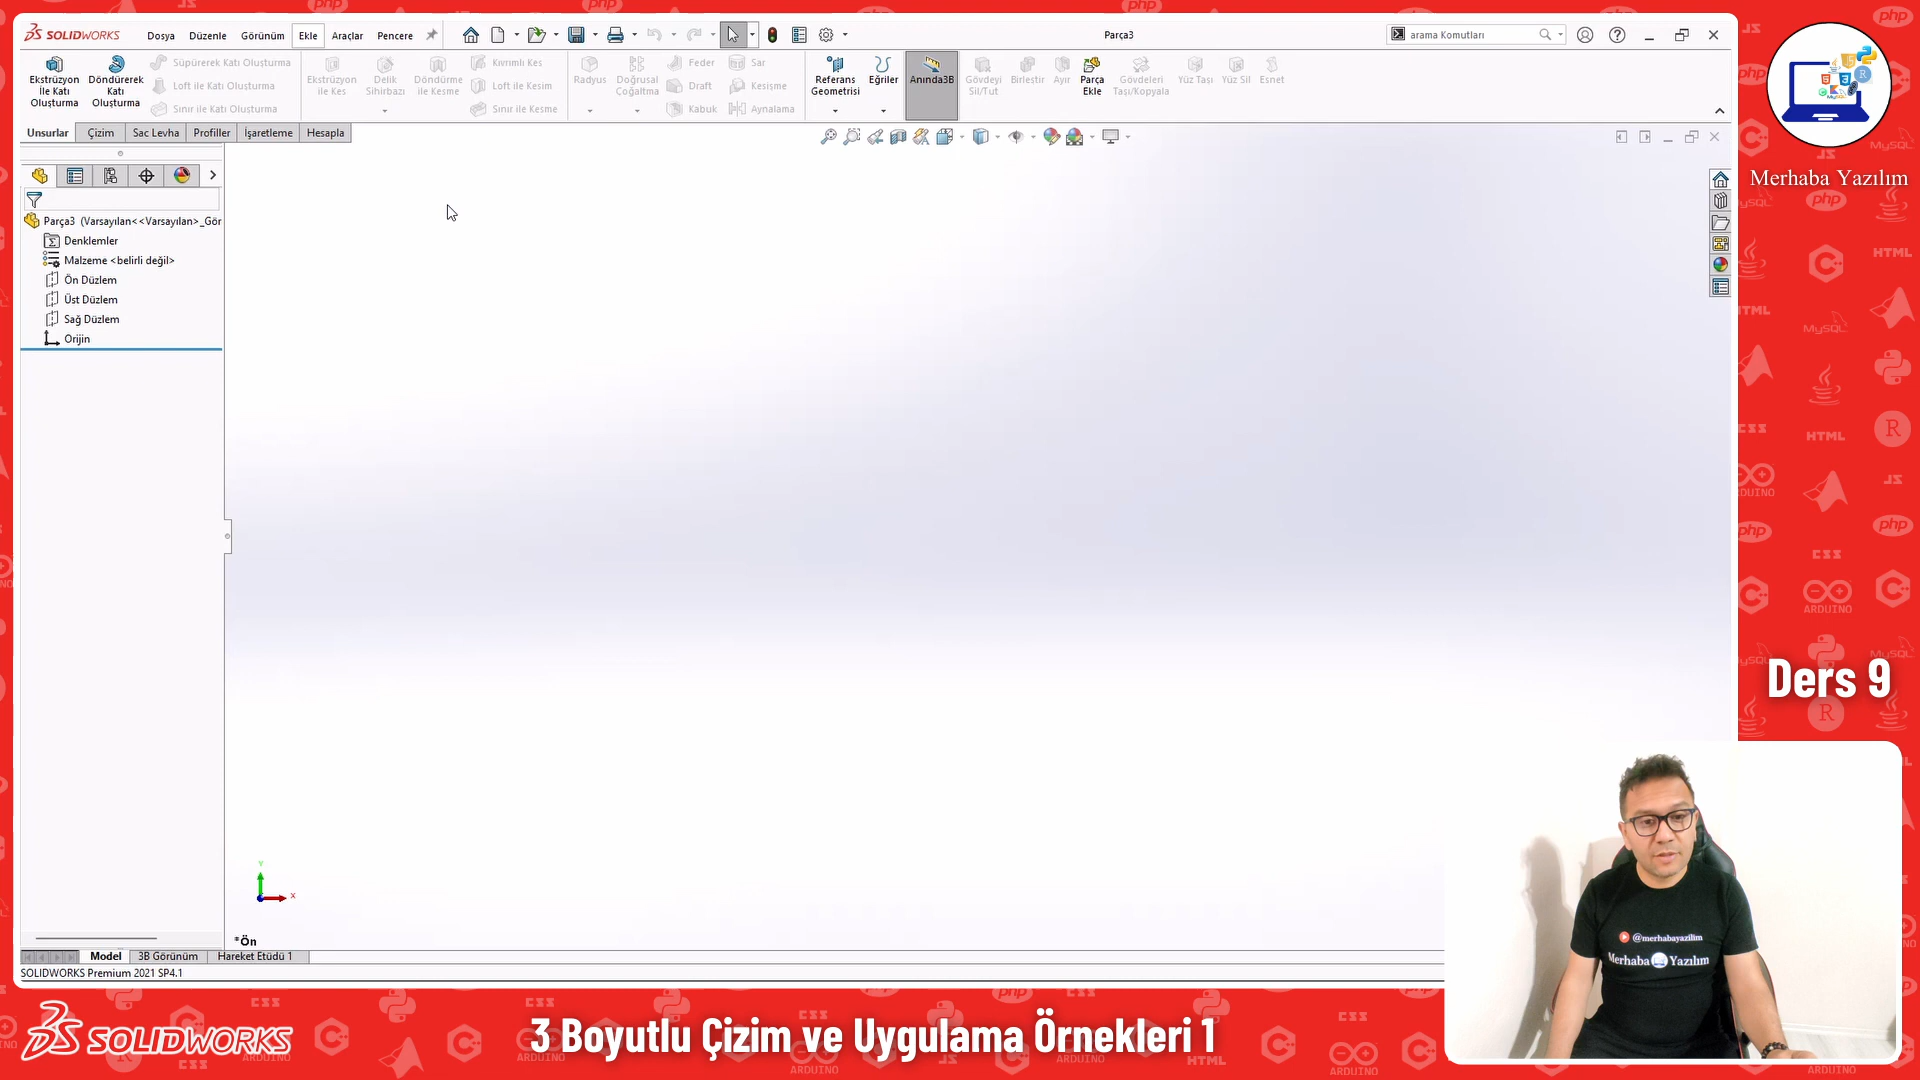 SOLIDWORKS Dosya Düzenle Görünüm Ekle Araçlar Pencere Parça3 arama Komutları
Ekstrüzyon İle Katı Oluşturma
Döndürerek Katı Oluşturma
Süpürerek Katı Oluşturma
Loft ile Katı Oluşturma
Sınır ile Katı Oluşturma
Ekstrüzyon ile Kes
Delik Sihirbazı
Döndürme ile Kesme
Kıvrımlı Kes
Loft ile Kesim
Sınır ile Kesme
Radyus
Doğrusal Çoğaltma
Feder
Draft
Kabuk
Sar
Kesişme
Aynalama
Referans Geometrisi
Eğriler
Anında3B
Gövdeyi Sil/Tut
Birleştir
Ayır
Parça Ekle
Gövdeleri Taşı/Kopyala
Yüz Taşı
Yüz Sil
Esnet
Unsurlar Çizim Sac Levha Profiller İşaretleme Hesapla
Parça3 (Varsayılan<<Varsayılan>_Gör
Denklemler
Malzeme <belirli değil>
Ön Düzlem
Üst Düzlem
Sağ Düzlem
Orijin
Y
X
*Ön
Model 3B Görünüm Hareket Etüdü 1
SOLIDWORKS Premium 2021 SP4.1
Merhaba Yazılım
Ders 9
@merhabayazilim
Merhaba Yazılım
SOLIDWORKS
3 Boyutlu Çizim ve Uygulama Örnekleri 1